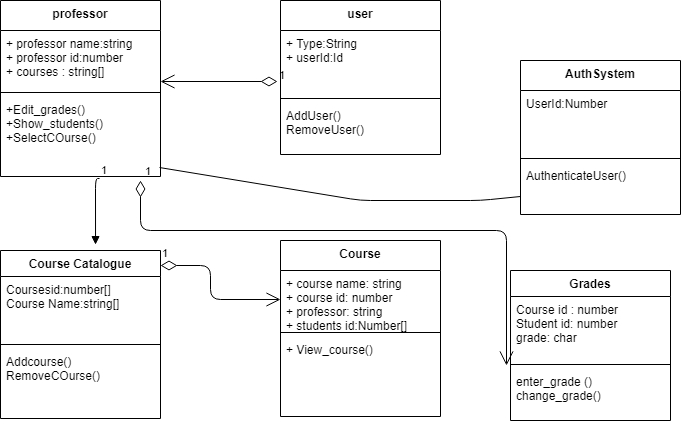 professor
+ professor name:string
+ professor id:number
+ courses : string[]
+Edit_grades()
+Show_students()
+SelectCOurse()
1
1
user
+ Type:String
+ userId:Id
1
AddUser()
RemoveUser()
AuthSystem
UserId:Number
AuthenticateUser()
Course Catalogue
Coursesid:number[]
Course Name:string[]
Addcourse()
RemoveCOurse()
1
Course
+ course name: string
+ course id: number
+ professor: string
+ students id:Number[]
+ View_course()
Grades
Course id : number
Student id: number
grade: char
enter_grade ()
change_grade()